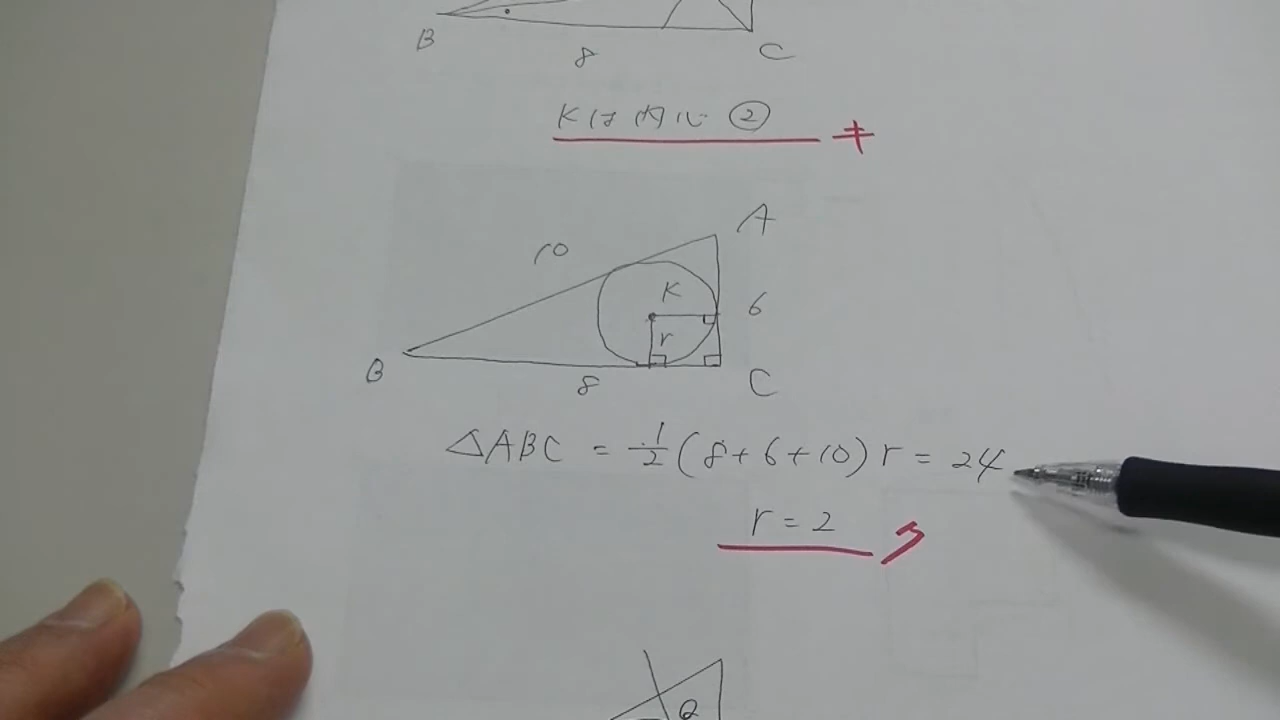 B
8
C
Kは内心 ②
キ
A
10
K
6
r
B
8
C
△ABC = 1/2 (8+6+10) r = 24
r = 2
ク
Q